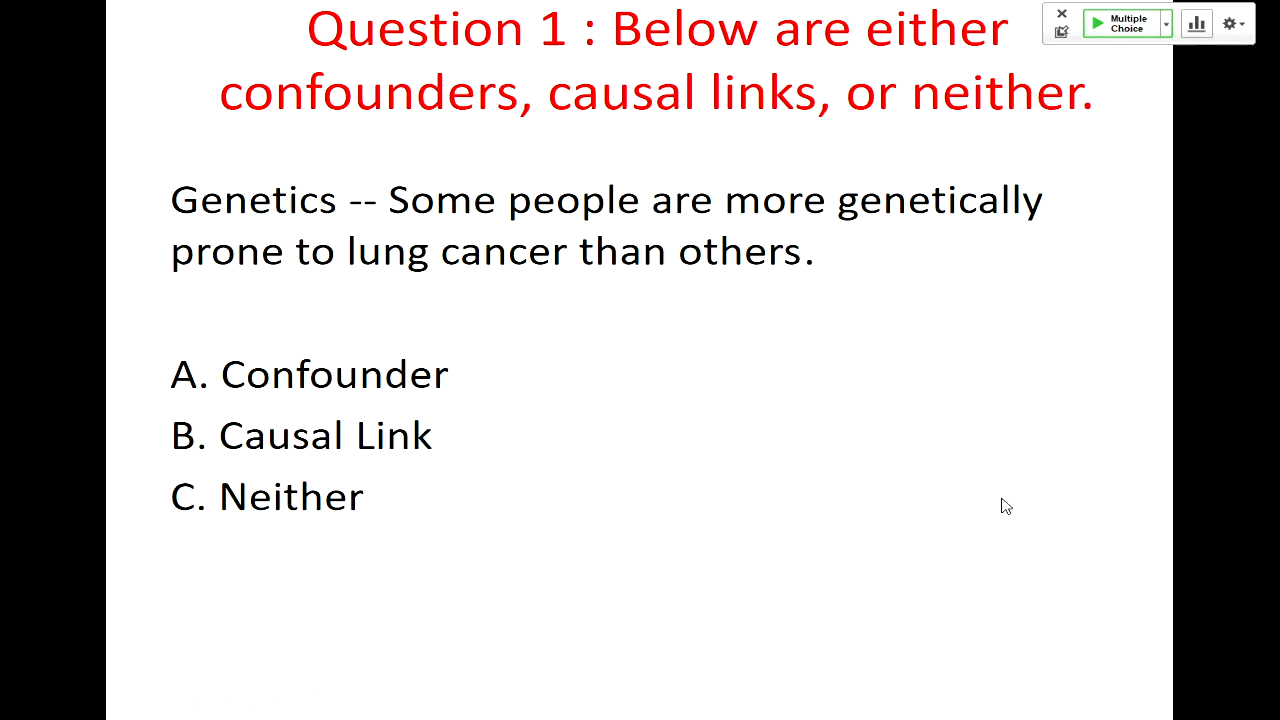 Question 1 : Below are either
confounders, causal links, or neither.
Multiple
Choice
Genetics -- Some people are more genetically
prone to lung cancer than others.
A. Confounder
B. Causal Link
C. Neither